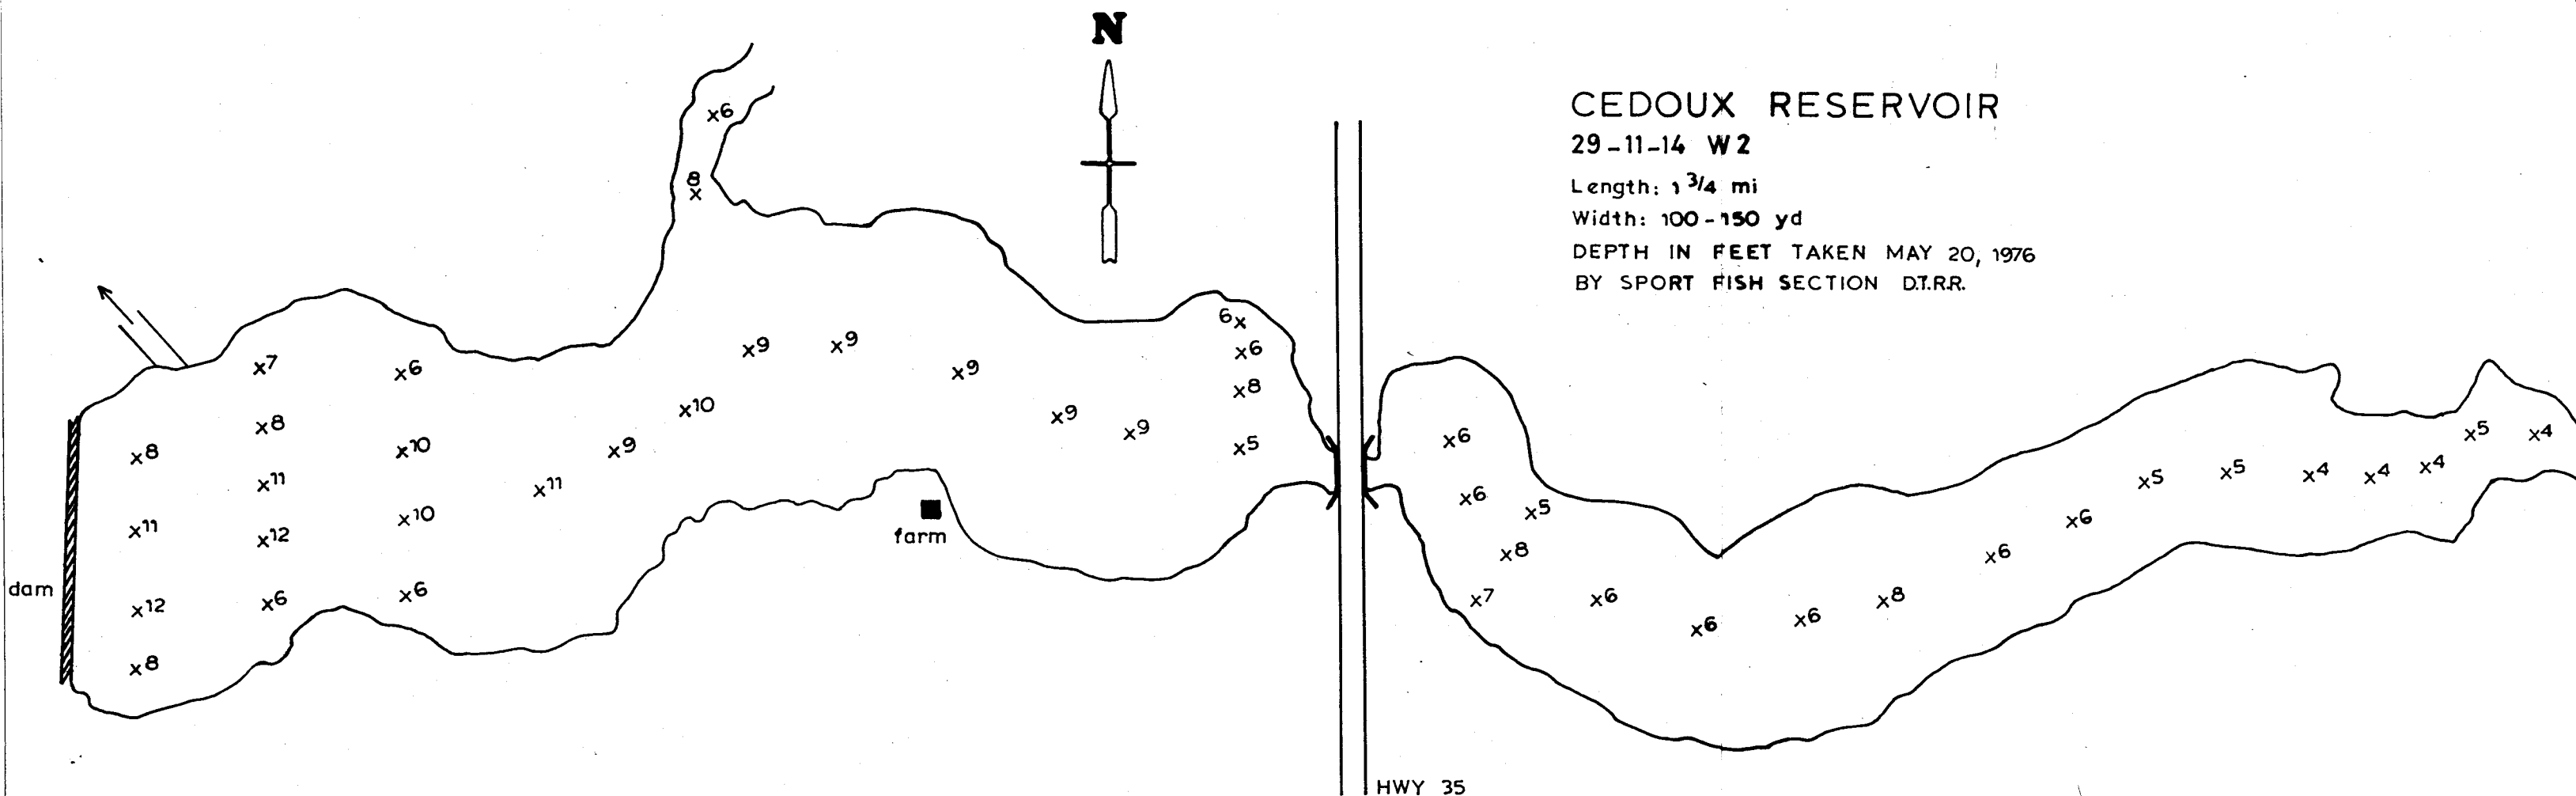 N
CEDOUX RESERVOIR
29-11-14 W2
Length: 1 3/4 mi
Width: 100-150 yd
DEPTH IN FEET TAKEN MAY 20, 1976
BY SPORT FISH SECTION D.T.R.R.
x6
8
x
6x
x6
x8
x5
x9
x9
x9
x9
x9
x10
x9
x11
x7
x8
x11
x12
x6
x6
x10
x10
x6
x8
x11
x12
x8
dam
farm
x6
x6
x5
x8
x7
x6
x6
x6
x8
x6
x6
x5
x5
x4
x4
x4
x5
x4
HWY 35